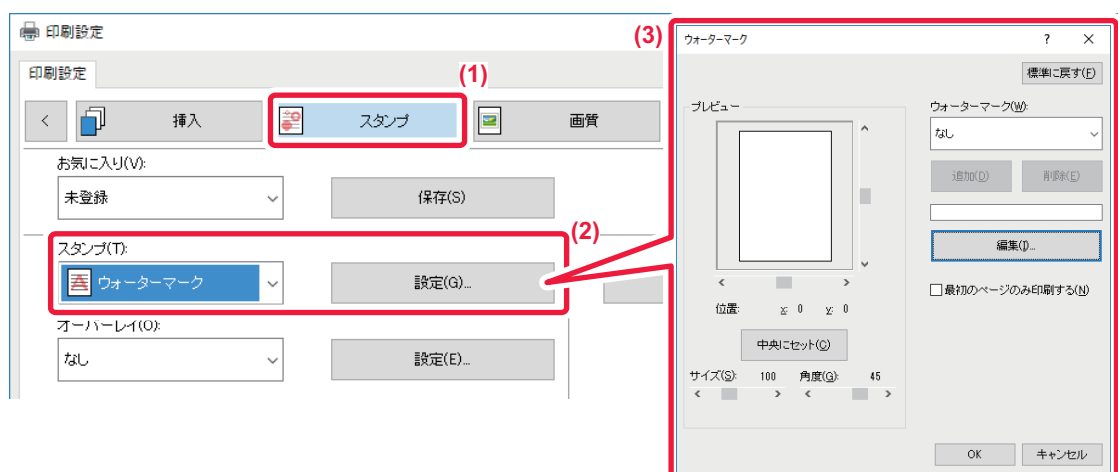 印刷設定
印刷設定
(1)
挿入
スタンプ
画質
お気に入り(V):
未登録
保存(S)
(2)
スタンプ(T):
ウォーターマーク
設定(G)...
オーバーレイ(O):
なし
設定(E)...
(3)
ウォーターマーク
?
標準に戻す(F)
プレビュー
ウォーターマーク(W):
なし
追加(D)
削除(E)
編集(I)...
最初のページのみ印刷する(N)
位置:
x: 0
y: 0
中央にセット(C)
サイズ(S): 100
角度(G): 45
OK
キャンセル